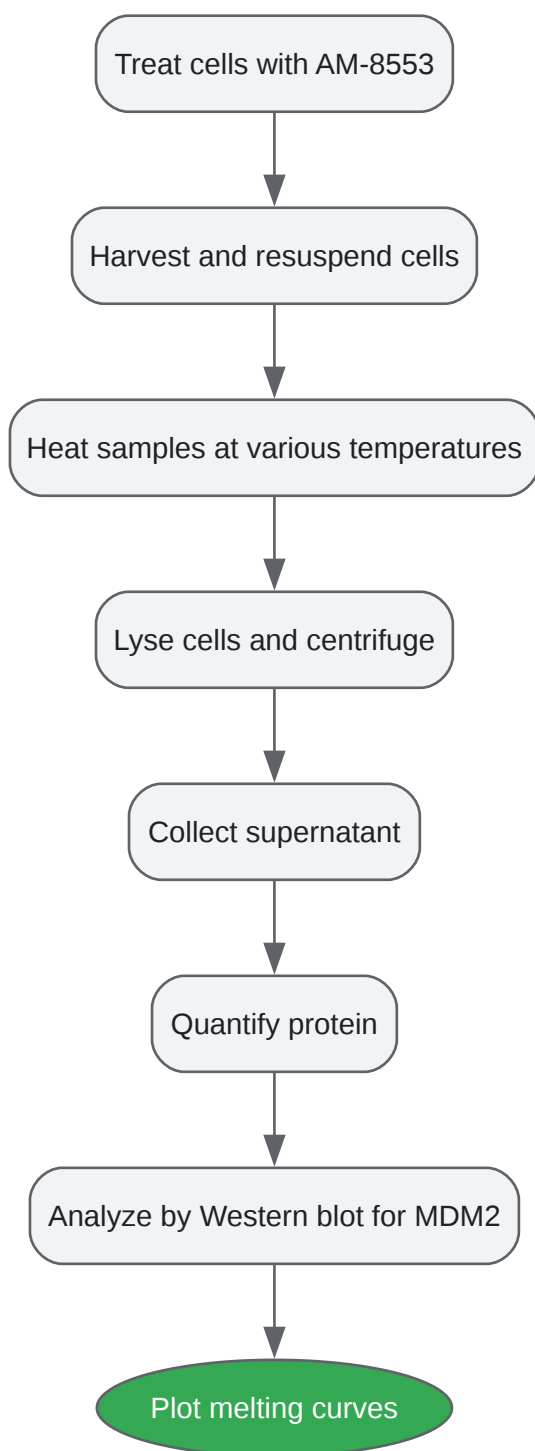 Treat cells with AM-8553
Harvest and resuspend cells
Heat samples at various temperatures
Lyse cells and centrifuge
Collect supernatant
Quantify protein
Analyze by Western blot for MDM2
Plot melting curves